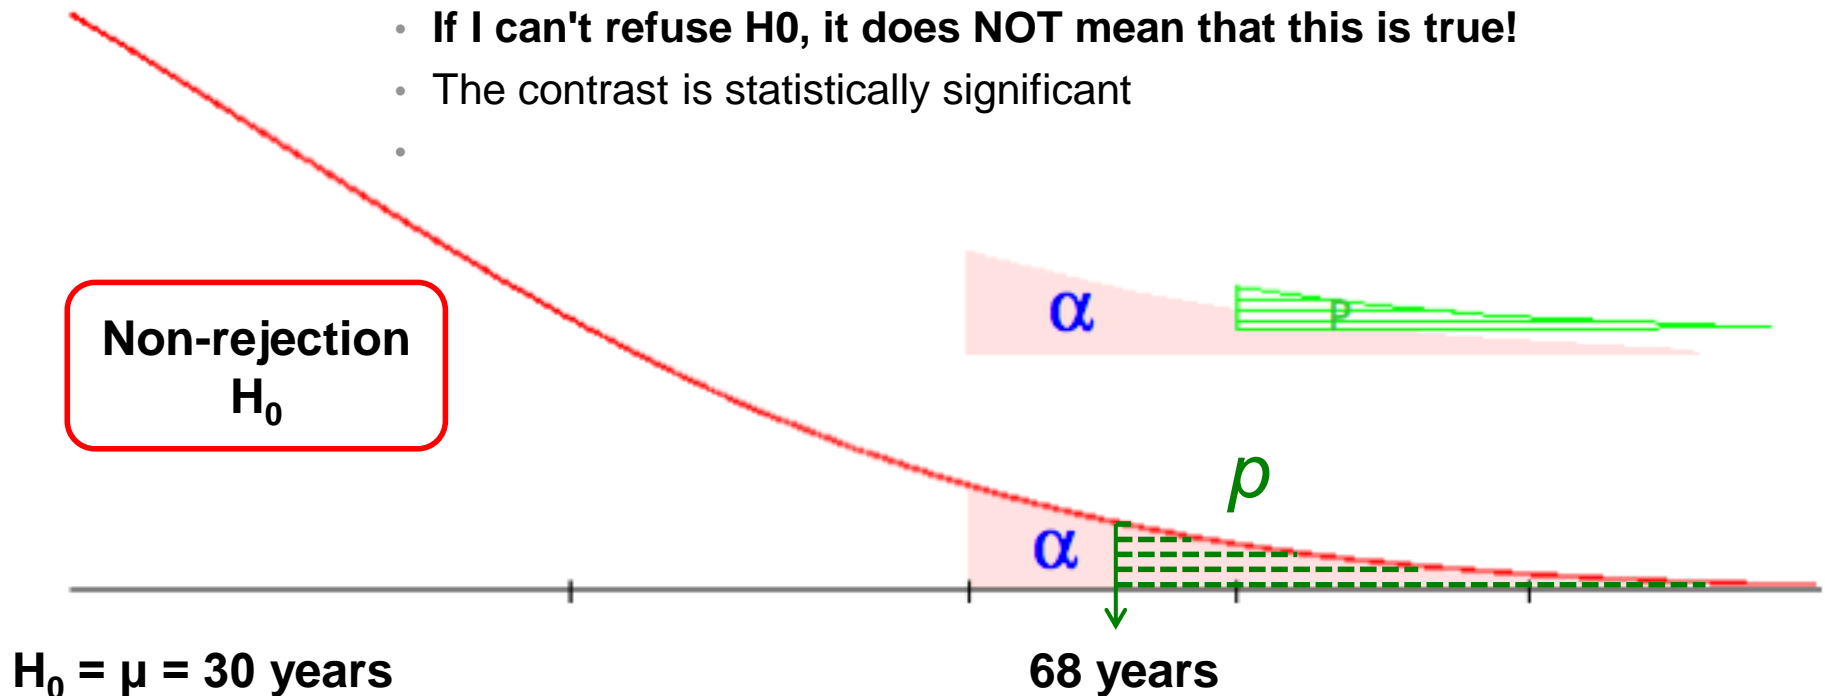 If I can't refuse H0, it does NOT mean that this is true!
The contrast is statistically significant
α
P
Non-rejection
H₀
p
α
H₀ = μ = 30 years
68 years